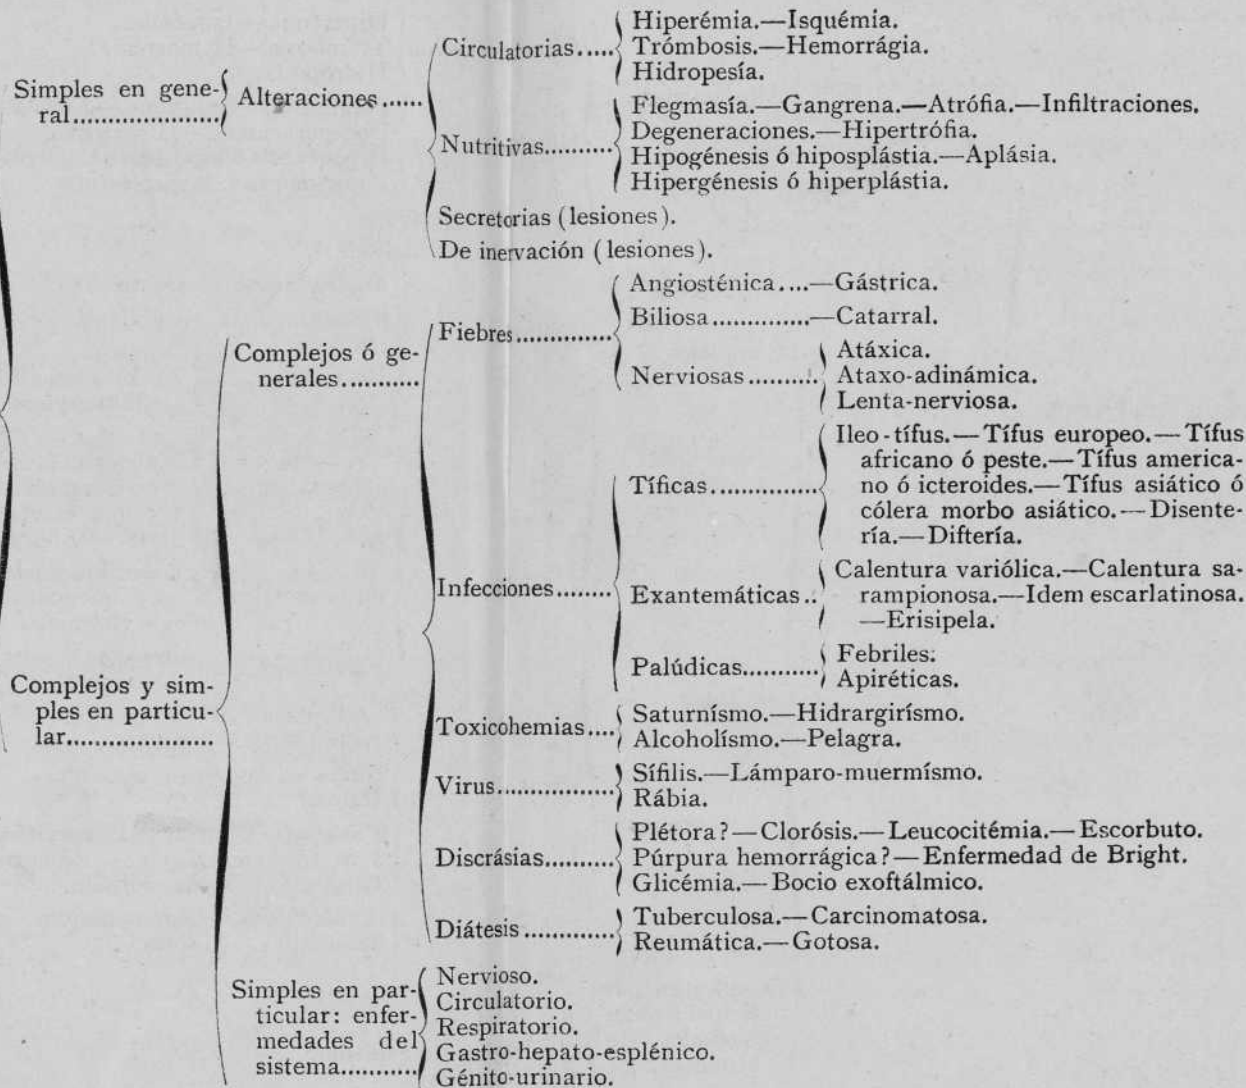 Simples en gene-
ral....................
Alteraciones ......
Circulatorias.....
Hiperémia.—Isquémia.
Trómbosis.—Hemorrágia.
Hidropesía.
Nutritivas..........
Flegmasía.—Gangrena.—Atrófia.—Infiltraciones.
Degeneraciones.—Hipertrófia.
Hipogénesis ó hiposplástia.—Aplásia.
Hipergénesis ó hiperplástia.
Secretorias (lesiones).
De inervación (lesiones).
Complejos y sim-
ples en particu-
lar......................
Complejos ó ge-
nerales...........
Fiebres..............
Angiosténica....—Gástrica.
Biliosa..............—Catarral.
Nerviosas..........
Atáxica.
Ataxo-adinámica.
Lenta-nerviosa.
Infecciones........
Tíficas...............
Ileo-tífus.—Tífus europeo.—Tífus
africano ó peste.—Tífus america-
no ó icteroides.—Tífus asiático ó
cólera morbo asiático.—Disente-
ría.—Diftería.
Exantemáticas..
Calentura variólica.—Calentura sa-
rampionosa.—Idem escarlatinosa.
—Erisipela.
Palúdicas...........
Febriles.
Apiréticas.
Toxicohemias....
Saturnísmo.—Hidrargirísmo.
Alcoholísmo.—Pelagra.
Virus................
Sífilis.—Lámparo-muermísmo.
Rábia.
Discrásias..........
Plétora?—Clorósis.—Leucocitémia.—Escorbuto.
Púrpura hemorrágica?—Enfermedad de Bright.
Glicémia.—Bocio exoftálmico.
Diátesis.............
Tuberculosa.—Carcinomatosa.
Reumática.—Gotosa.
Simples en par-
ticular: enfer-
medades del
sistema...........
Nervioso.
Circulatorio.
Respiratorio.
Gastro-hepato-esplénico.
Génito-urinario.